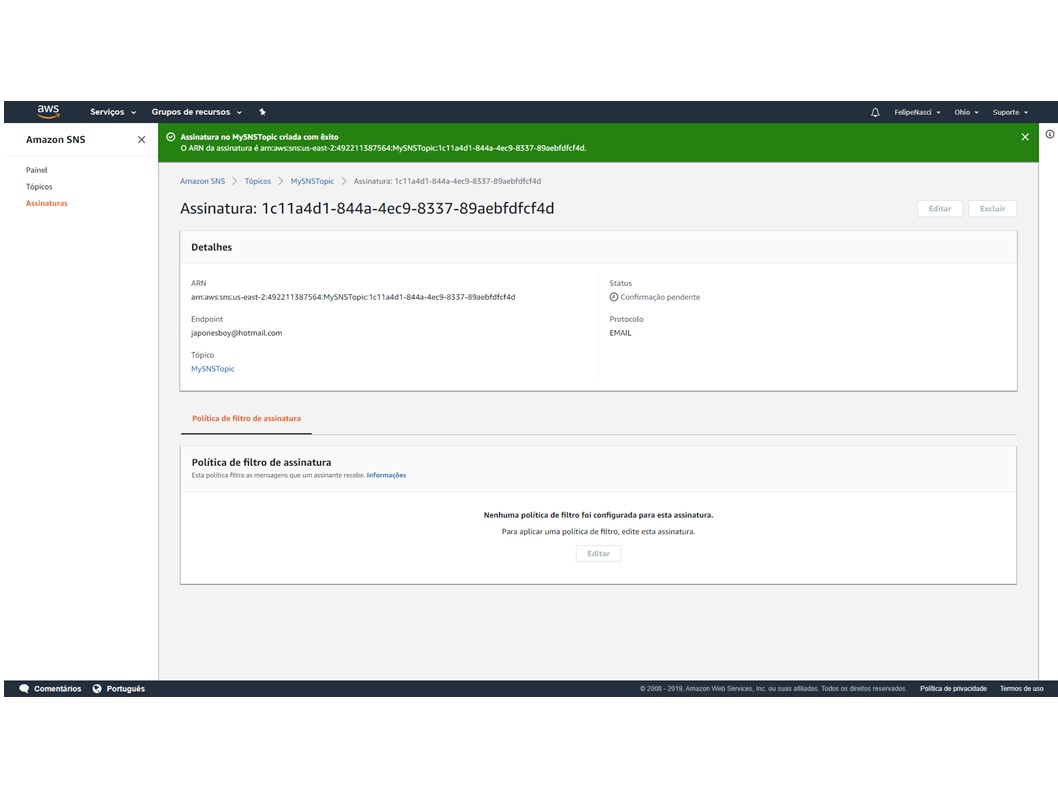 aws
Serviços
Grupos de recursos
FelipeNasci
Ohio
Suporte
Amazon SNS
Painel
Tópicos
Assinaturas
Assinatura no MySNSTopic criada com êxito
O ARN da assinatura é arn:aws:sns:us-east-2:492211387564:MySNSTopic:1c11a4d1-844a-4ec9-8337-89aebfdfcf4d.
Amazon SNS > Tópicos > MySNSTopic > Assinatura: 1c11a4d1-844a-4ec9-8337-89aebfdfcf4d
Assinatura: 1c11a4d1-844a-4ec9-8337-89aebfdfcf4d
Editar
Excluir
Detalhes
ARN
arn:aws:sns:us-east-2:492211387564:MySNSTopic:1c11a4d1-844a-4ec9-8337-89aebfdfcf4d
Endpoint
japonesboy@hotmail.com
Tópico
MySNSTopic
Status
Confirmação pendente
Protocolo
EMAIL
Política de filtro de assinatura
Política de filtro de assinatura
Esta política filtra as mensagens que um assinante recebe. Informações
Nenhuma política de filtro foi configurada para esta assinatura.
Para aplicar uma política de filtro, edite esta assinatura.
Editar
Comentários
Português
© 2008 - 2019, Amazon Web Services, Inc. ou suas afiliadas. Todos os direitos reservados.
Política de privacidade
Termos de uso